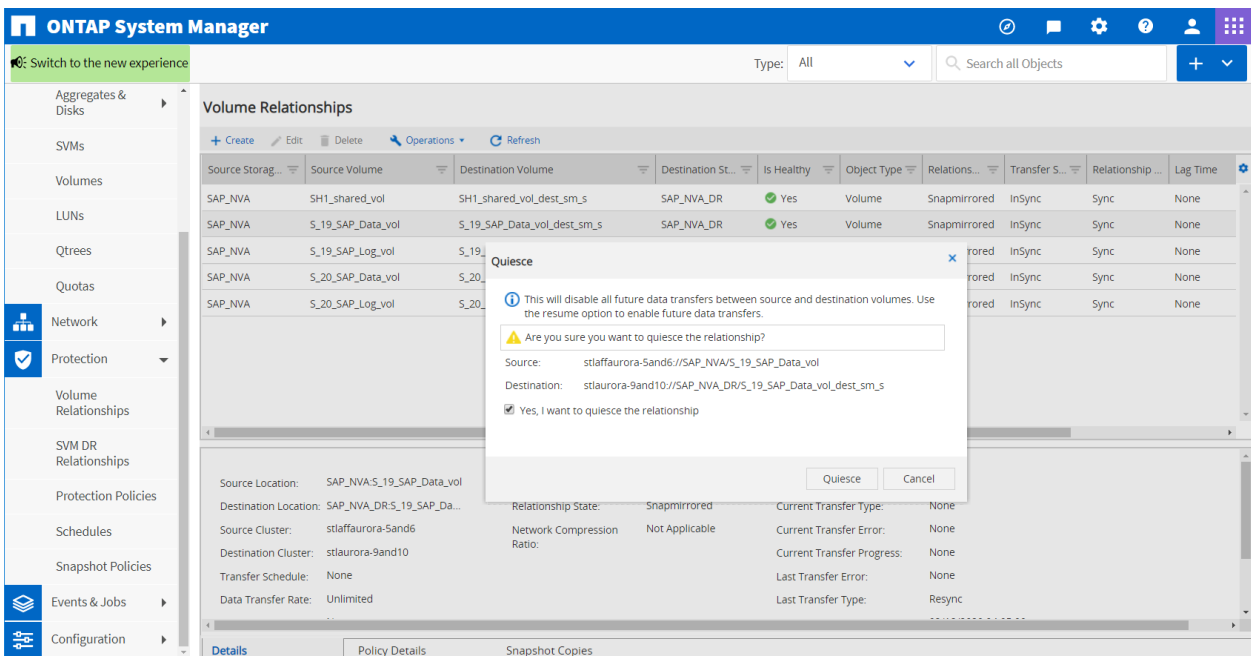 ONTAP System Manager
Switch to the new experience
Type: All
Search all Objects
Aggregates &
Disks
SVMs
Volumes
LUNs
Qtrees
Quotas
Network
Protection
Volume
Relationships
SVM DR
Relationships
Protection Policies
Schedules
Snapshot Policies
Events & Jobs
Configuration
Volume Relationships
Create Edit Delete Operations Refresh
Source Storag... Source Volume Destination Volume Destination St... Is Healthy Object Type Relations... Transfer S... Relationship ... Lag Time
SAP_NVA SH1_shared_vol SH1_shared_vol_dest_sm_s SAP_NVA_DR Yes Volume Snapmirrored InSync Sync None
SAP_NVA S_19_SAP_Data_vol S_19_SAP_Data_vol_dest_sm_s SAP_NVA_DR Yes Volume Snapmirrored InSync Sync None
SAP_NVA S_19_SAP_Log_vol S_19_ rored InSync Sync None
SAP_NVA S_20_SAP_Data_vol S_20_ rored InSync Sync None
SAP_NVA S_20_SAP_Log_vol S_20_ rored InSync Sync None
Quiesce
This will disable all future data transfers between source and destination volumes. Use
the resume option to enable future data transfers.
Are you sure you want to quiesce the relationship?
Source: stlaffaurora-5and6://SAP_NVA/S_19_SAP_Data_vol
Destination: stlaurora-9and10://SAP_NVA_DR/S_19_SAP_Data_vol_dest_sm_s
Yes, I want to quiesce the relationship
Quiesce Cancel
Source Location: SAP_NVA:S_19_SAP_Data_vol
Destination Location: SAP_NVA_DR:S_19_SAP_Da... Relationship State: Snapmirrored Current Transfer Type: None
Source Cluster: stlaffaurora-5and6 Network Compression Not Applicable Current Transfer Error: None
Ratio:
Destination Cluster: stlaurora-9and10 Current Transfer Progress: None
Transfer Schedule: None Last Transfer Error: None
Data Transfer Rate: Unlimited Last Transfer Type: Resync
Details Policy Details Snapshot Copies